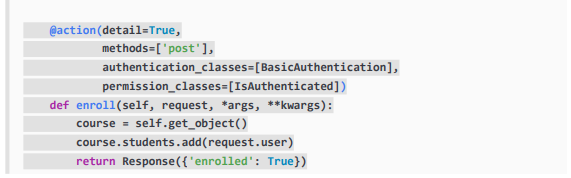 @action(detail=True,
        methods=['post'],
        authentication_classes=[BasicAuthentication],
        permission_classes=[IsAuthenticated])
def enroll(self, request, *args, **kwargs):
    course = self.get_object()
    course.students.add(request.user)
    return Response({'enrolled': True})